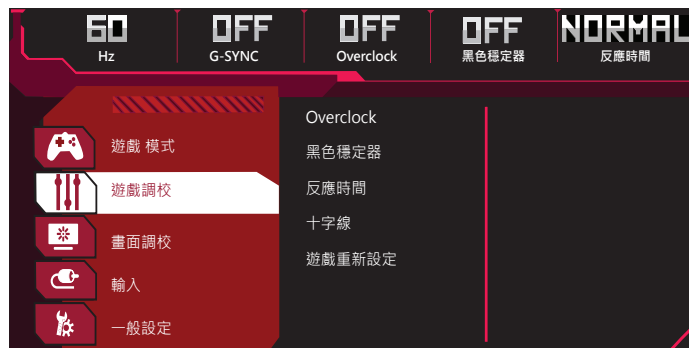 60 OFF OFF OFF NORMAL
Hz G-SYNC Overclock 黑色穩定器 反應時間
遊戲 模式
遊戲調校
畫面調校
輸入
一般設定
Overclock
黑色穩定器
反應時間
十字線
遊戲重新設定